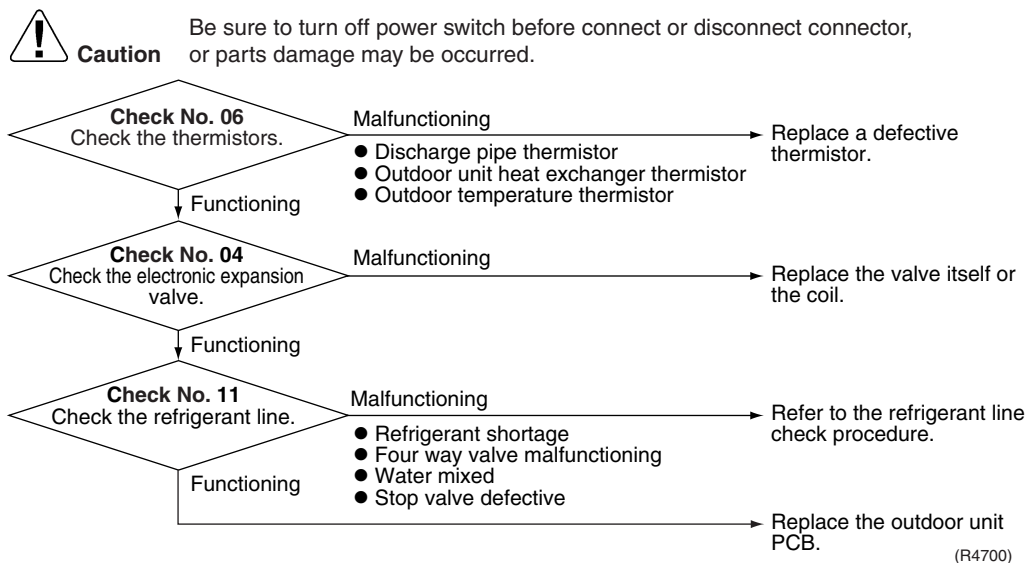 Be sure to turn off power switch before connect or disconnect connector,
Caution or parts damage may be occurred.
Check No. 06
Check the thermistors.
Malfunctioning
● Discharge pipe thermistor
● Outdoor unit heat exchanger thermistor
● Outdoor temperature thermistor
Replace a defective
thermistor.
Functioning
Check No. 04
Check the electronic expansion
valve.
Malfunctioning
Replace the valve itself or
the coil.
Functioning
Check No. 11
Check the refrigerant line.
Malfunctioning
● Refrigerant shortage
● Four way valve malfunctioning
● Water mixed
● Stop valve defective
Refer to the refrigerant line
check procedure.
Functioning
Replace the outdoor unit
PCB.
(R4700)